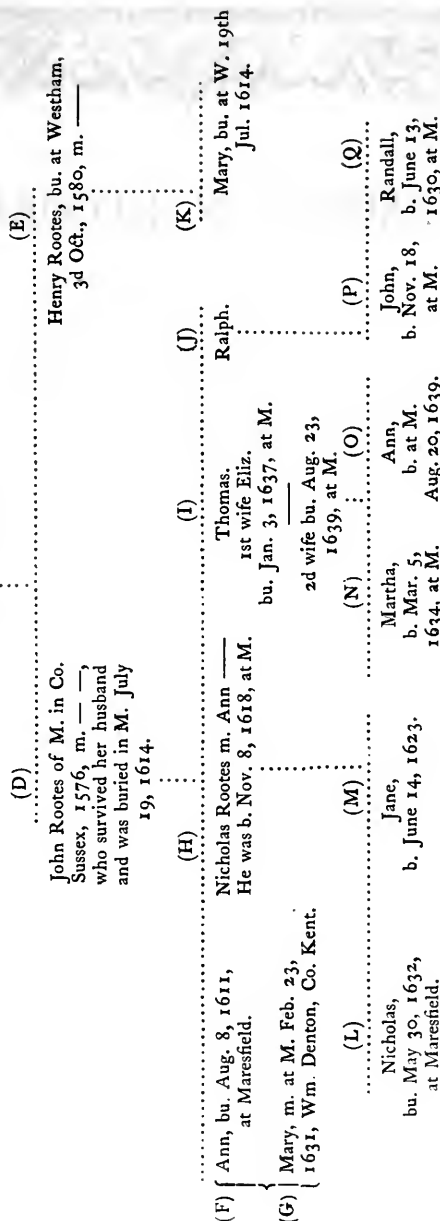 (D)
John Rootes of M. in Co.
Sussex, 1576, m. — —,
who survived her husband
and was buried in M. July
19, 1614.
(E)
Henry Rootes, bu. at Westham,
3d Oct., 1580, m. —
(F) Ann, bu. Aug. 8, 1611,
at Maresfield.
(G) Mary, m. at M. Feb. 23,
1631, Wm. Denton, Co. Kent.
(H)
Nicholas Rootes m. Ann —
He was b. Nov. 8, 1618, at M.
(I)
Thomas.
1st wife Eliz.
bu. Jan. 3, 1637, at M.
—
2d wife bu. Aug. 23,
1639, at M.
(J)
Ralph.
(K)
Mary, bu. at W. 19th
Jul. 1614.
(L)
Nicholas,
bu. May 30, 1632,
at Maresfield.
(M)
Jane,
b. June 14, 1623.
(N)
Martha,
b. Mar. 5,
1634, at M.
(O)
Ann,
b. at M.
Aug. 20, 1639.
(P)
John,
b. Nov. 18,
at M.
(Q)
Randall,
b. June 13,
1630, at M.